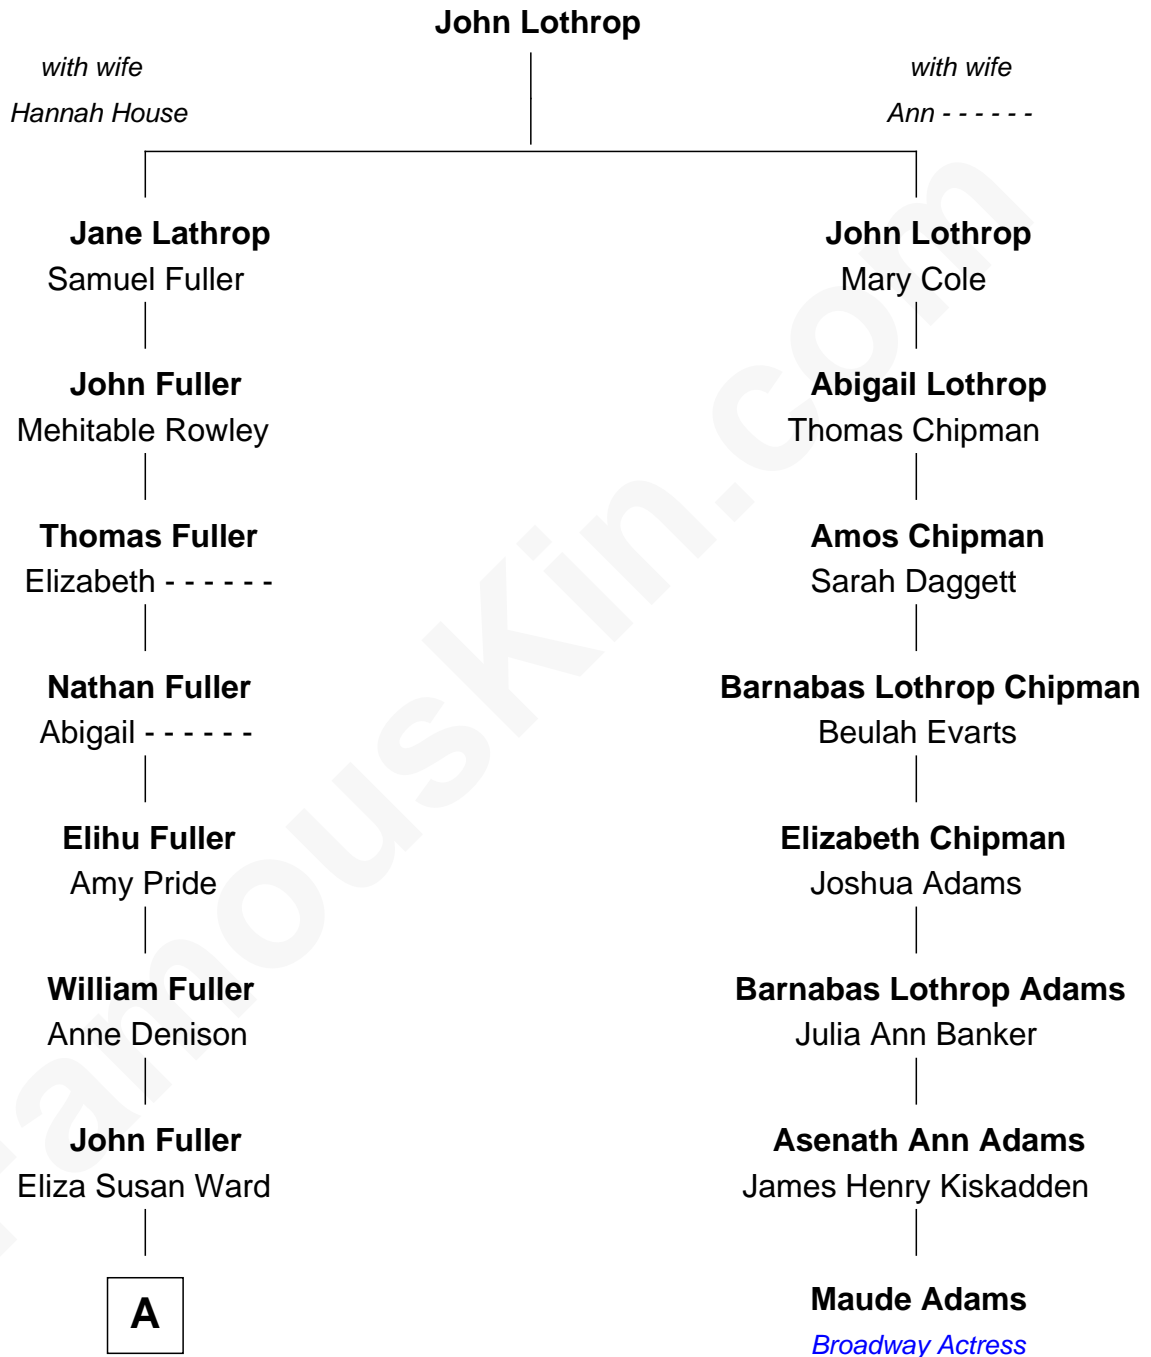 John Lothrop
with wife
Hannah House
with wife
Ann - - - - - -
Jane Lathrop
Samuel Fuller
John Fuller
Mehitable Rowley
Thomas Fuller
Elizabeth - - - - - -
Nathan Fuller
Abigail - - - - - -
Elihu Fuller
Amy Pride
William Fuller
Anne Denison
John Fuller
Eliza Susan Ward
A
John Lothrop
Mary Cole
Abigail Lothrop
Thomas Chipman
Amos Chipman
Sarah Daggett
Barnabas Lothrop Chipman
Beulah Evarts
Elizabeth Chipman
Joshua Adams
Barnabas Lothrop Adams
Julia Ann Banker
Asenath Ann Adams
James Henry Kiskadden
Maude Adams
Broadway Actress
FamousKin.com